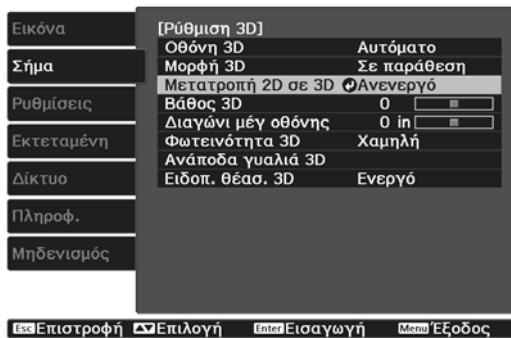 Εικόνα
Σήμα
Ρυθμίσεις
Εκτεταμένη
Δίκτυο
Πληροφ.
Μηδενισμός
[Ρύθμιση 3D]
Οθόνη 3D Αυτόματο
Μορφή 3D Σε παράθεση
Μετατροπή 2D σε 3D Ανενεργό
Βάθος 3D 0
Διαγώνι μέγ οθόνης 0 in
Φωτεινότητα 3D Χαμηλή
Ανάποδα γυαλιά 3D
Ειδοπ. θέασ. 3D Ενεργό
Esc Επιστροφή Επιλογή Enter Εισαγωγή Menu Έξοδος